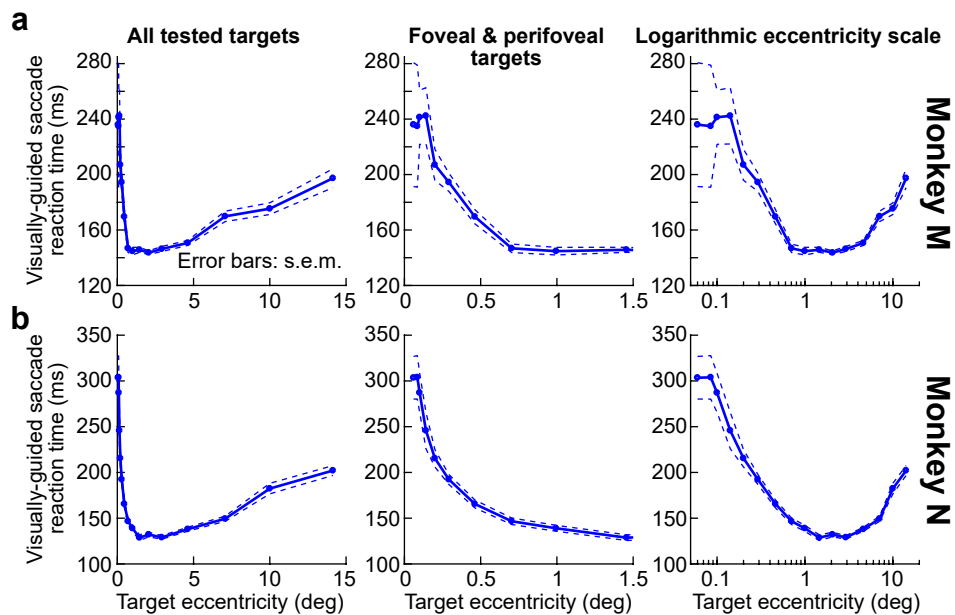 a
All tested targets
Foveal & perifoveal
targets
Logarithmic eccentricity scale
Visually-guided saccade
reaction time (ms)
280
240
200
160
120
Error bars: s.e.m.
0 5 10 15
280
240
200
160
120
0 0.5 1 1.5
280
240
200
160
120
0.1 1 10
Monkey M
b
Visually-guided saccade
reaction time (ms)
350
300
250
200
150
100
0 5 10 15
Target eccentricity (deg)
350
300
250
200
150
100
0 0.5 1 1.5
Target eccentricity (deg)
350
300
250
200
150
100
0.1 1 10
Target eccentricity (deg)
Monkey N